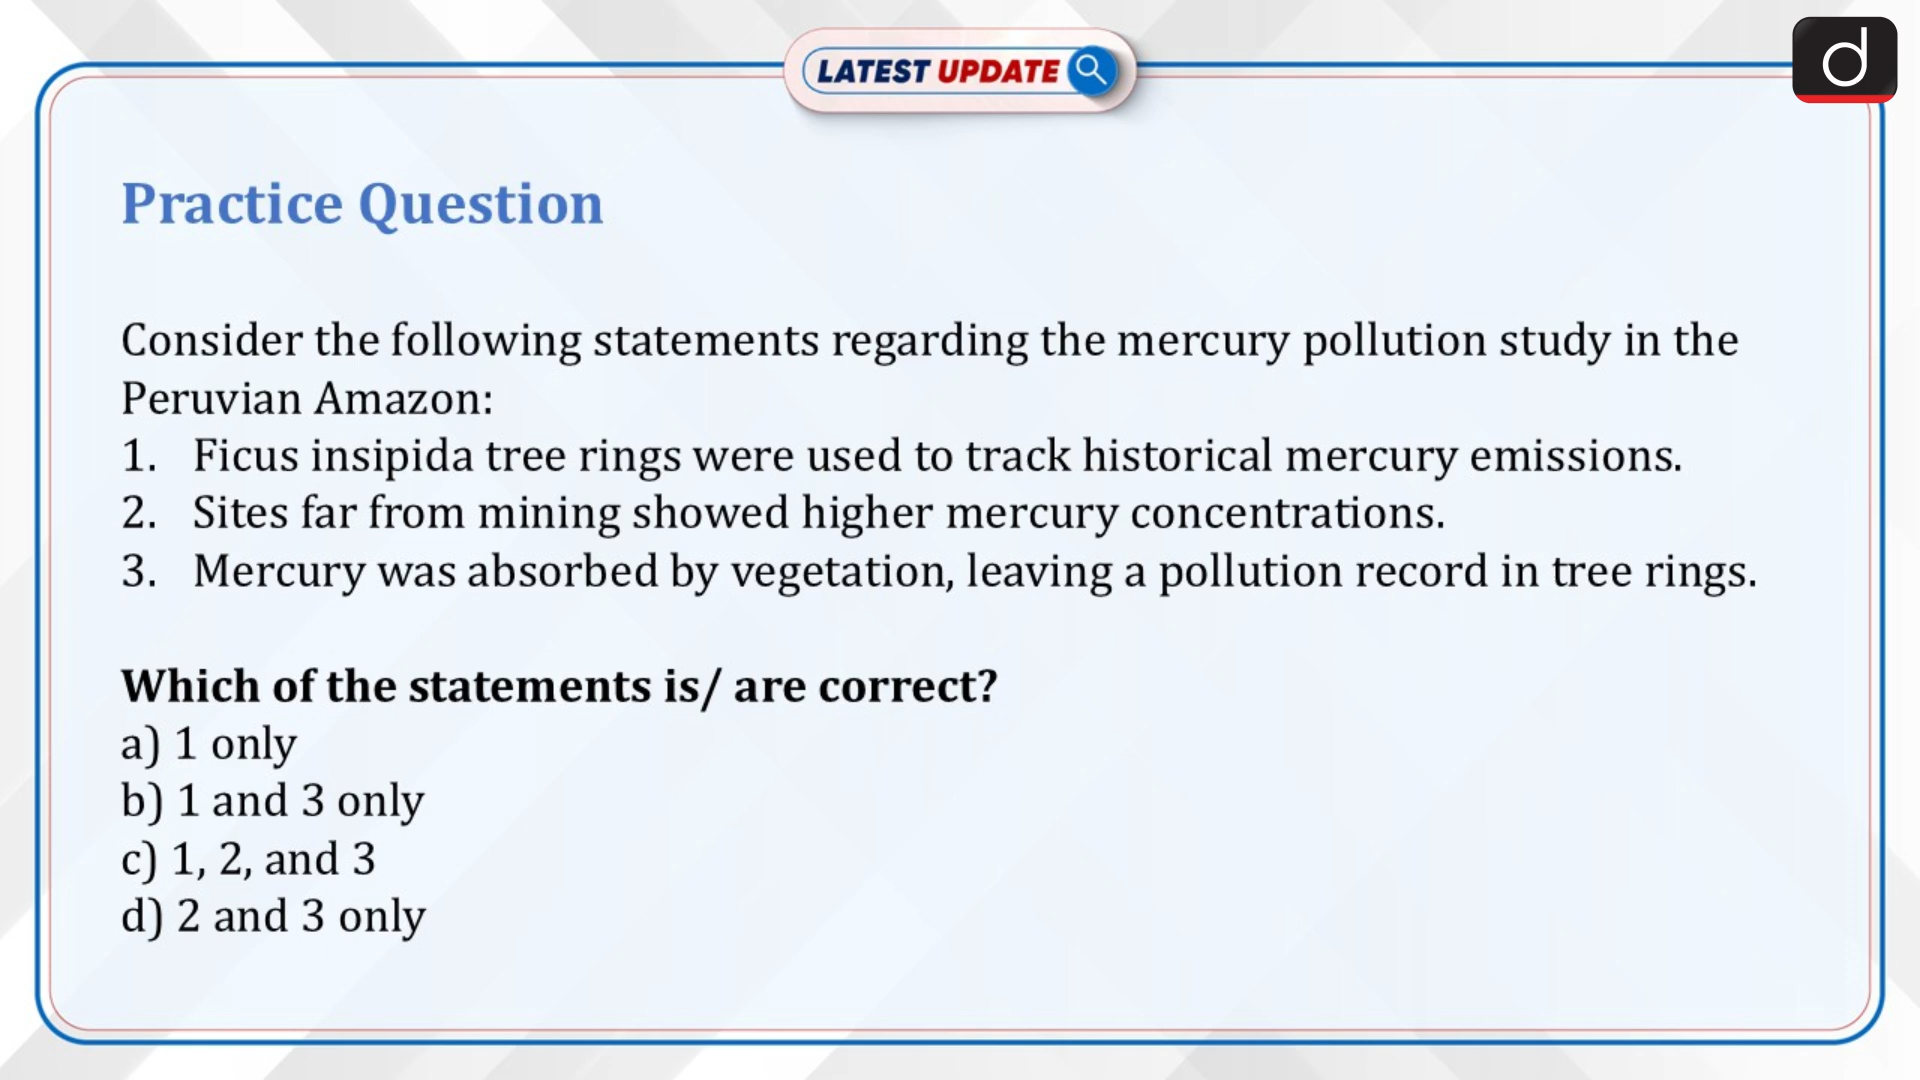 LATEST UPDATE
d
Practice Question
Consider the following statements regarding the mercury pollution study in the
Peruvian Amazon:
1. Ficus insipida tree rings were used to track historical mercury emissions.
2. Sites far from mining showed higher mercury concentrations.
3. Mercury was absorbed by vegetation, leaving a pollution record in tree rings.
Which of the statements is/ are correct?
a) 1 only
b) 1 and 3 only
c) 1, 2, and 3
d) 2 and 3 only